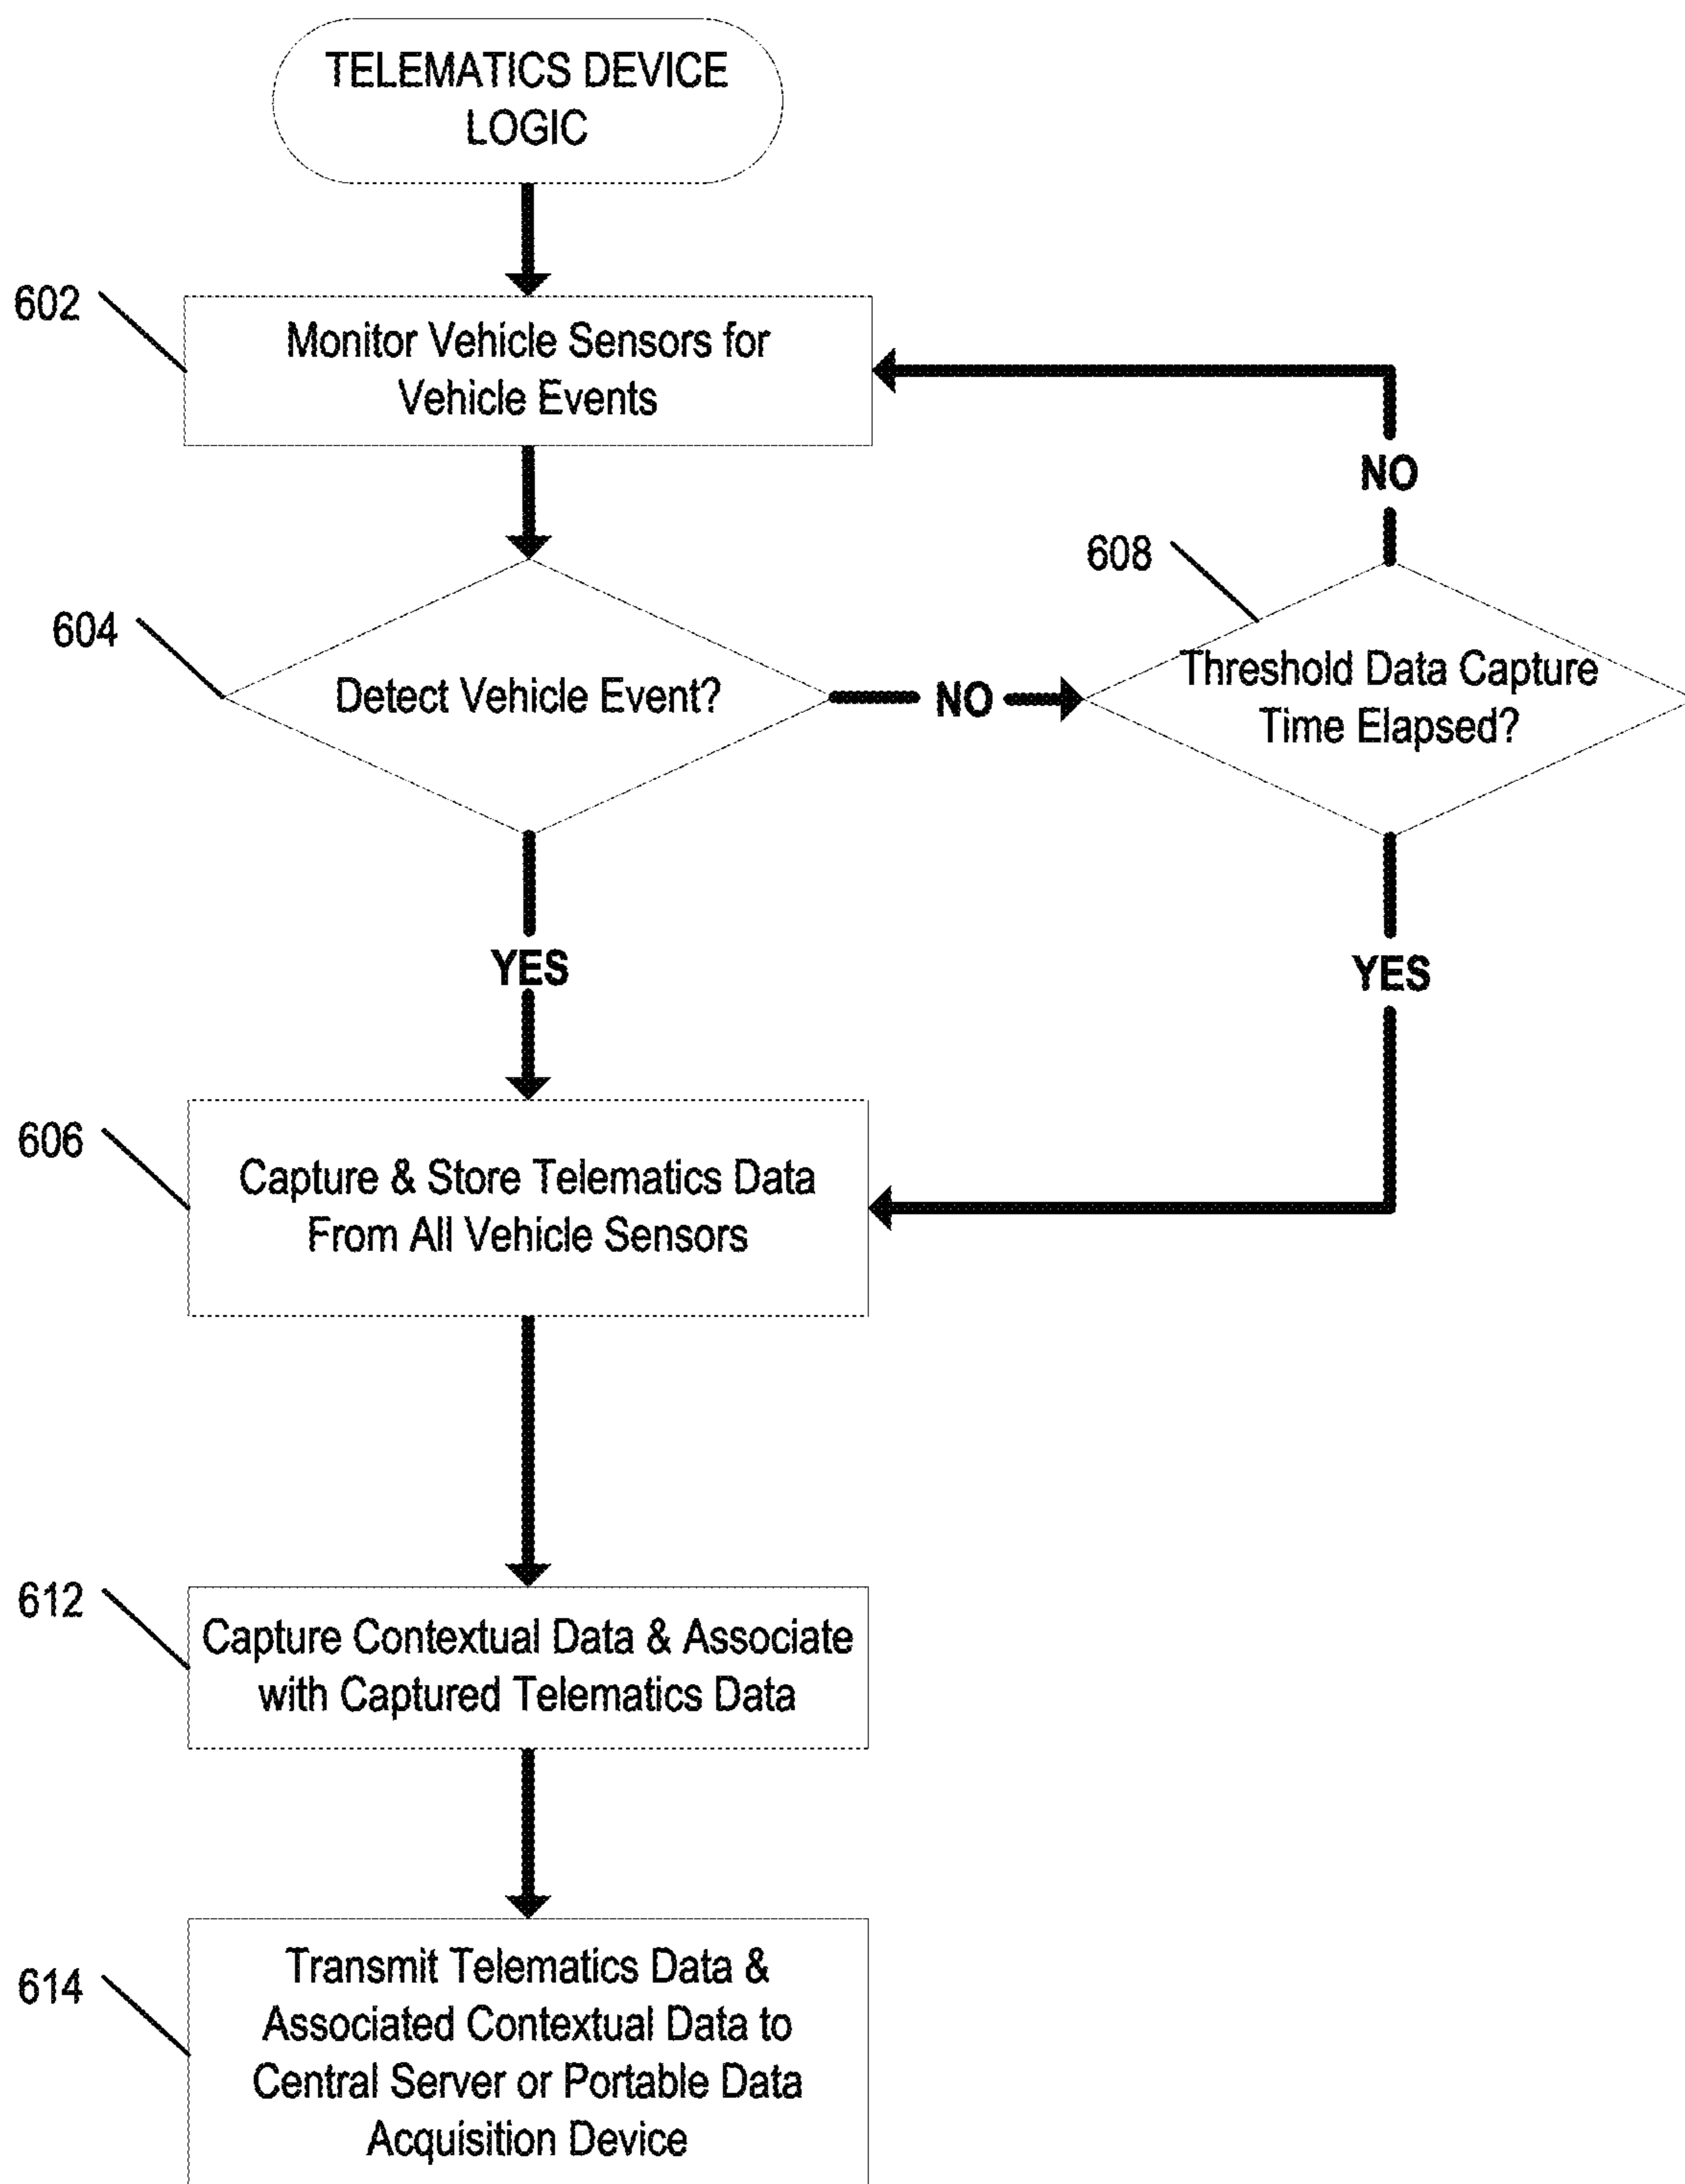 TELEMATICS DEVICE
LOGIC
602
Monitor Vehicle Sensors for
Vehicle Events
NO
608
604
Detect Vehicle Event?
NO
Threshold Data Capture
Time Elapsed?
YES
YES
606
Capture & Store Telematics Data
From All Vehicle Sensors
612
Capture Contextual Data & Associate
with Captured Telematics Data
614
Transmit Telematics Data &
Associated Contextual Data to
Central Server or Portable Data
Acquisition Device